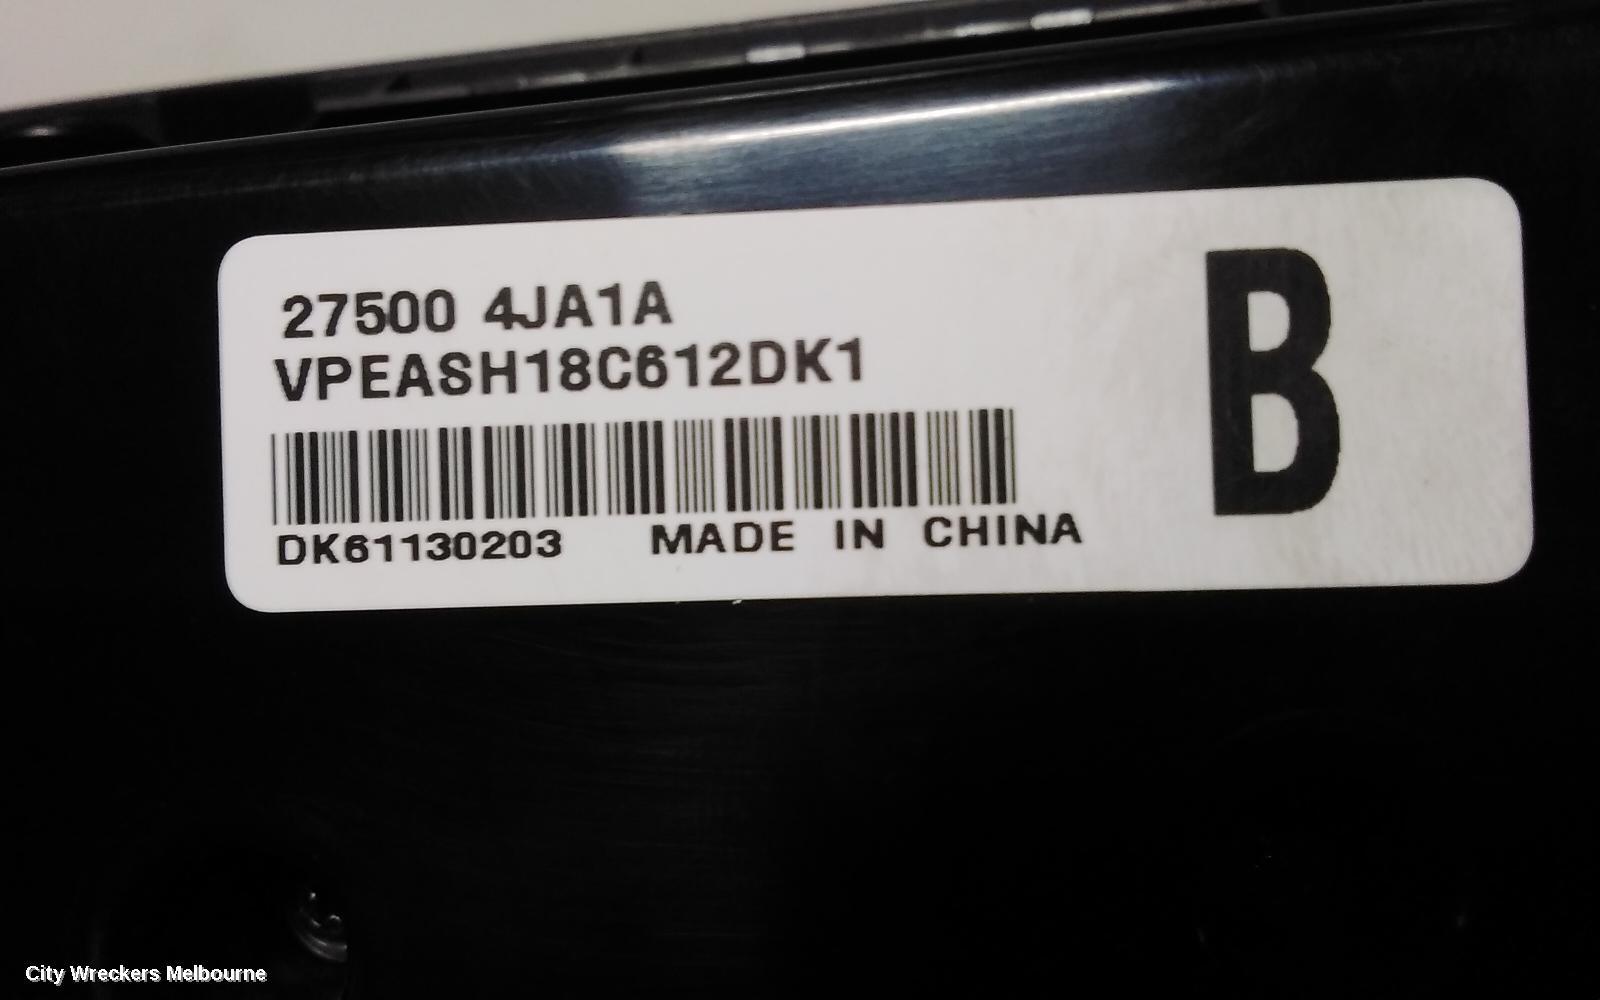 27500 4JA1A
VPEASH18C612DK1
DK61130203 MADE IN CHINA
B
City Wreckers Melbourne